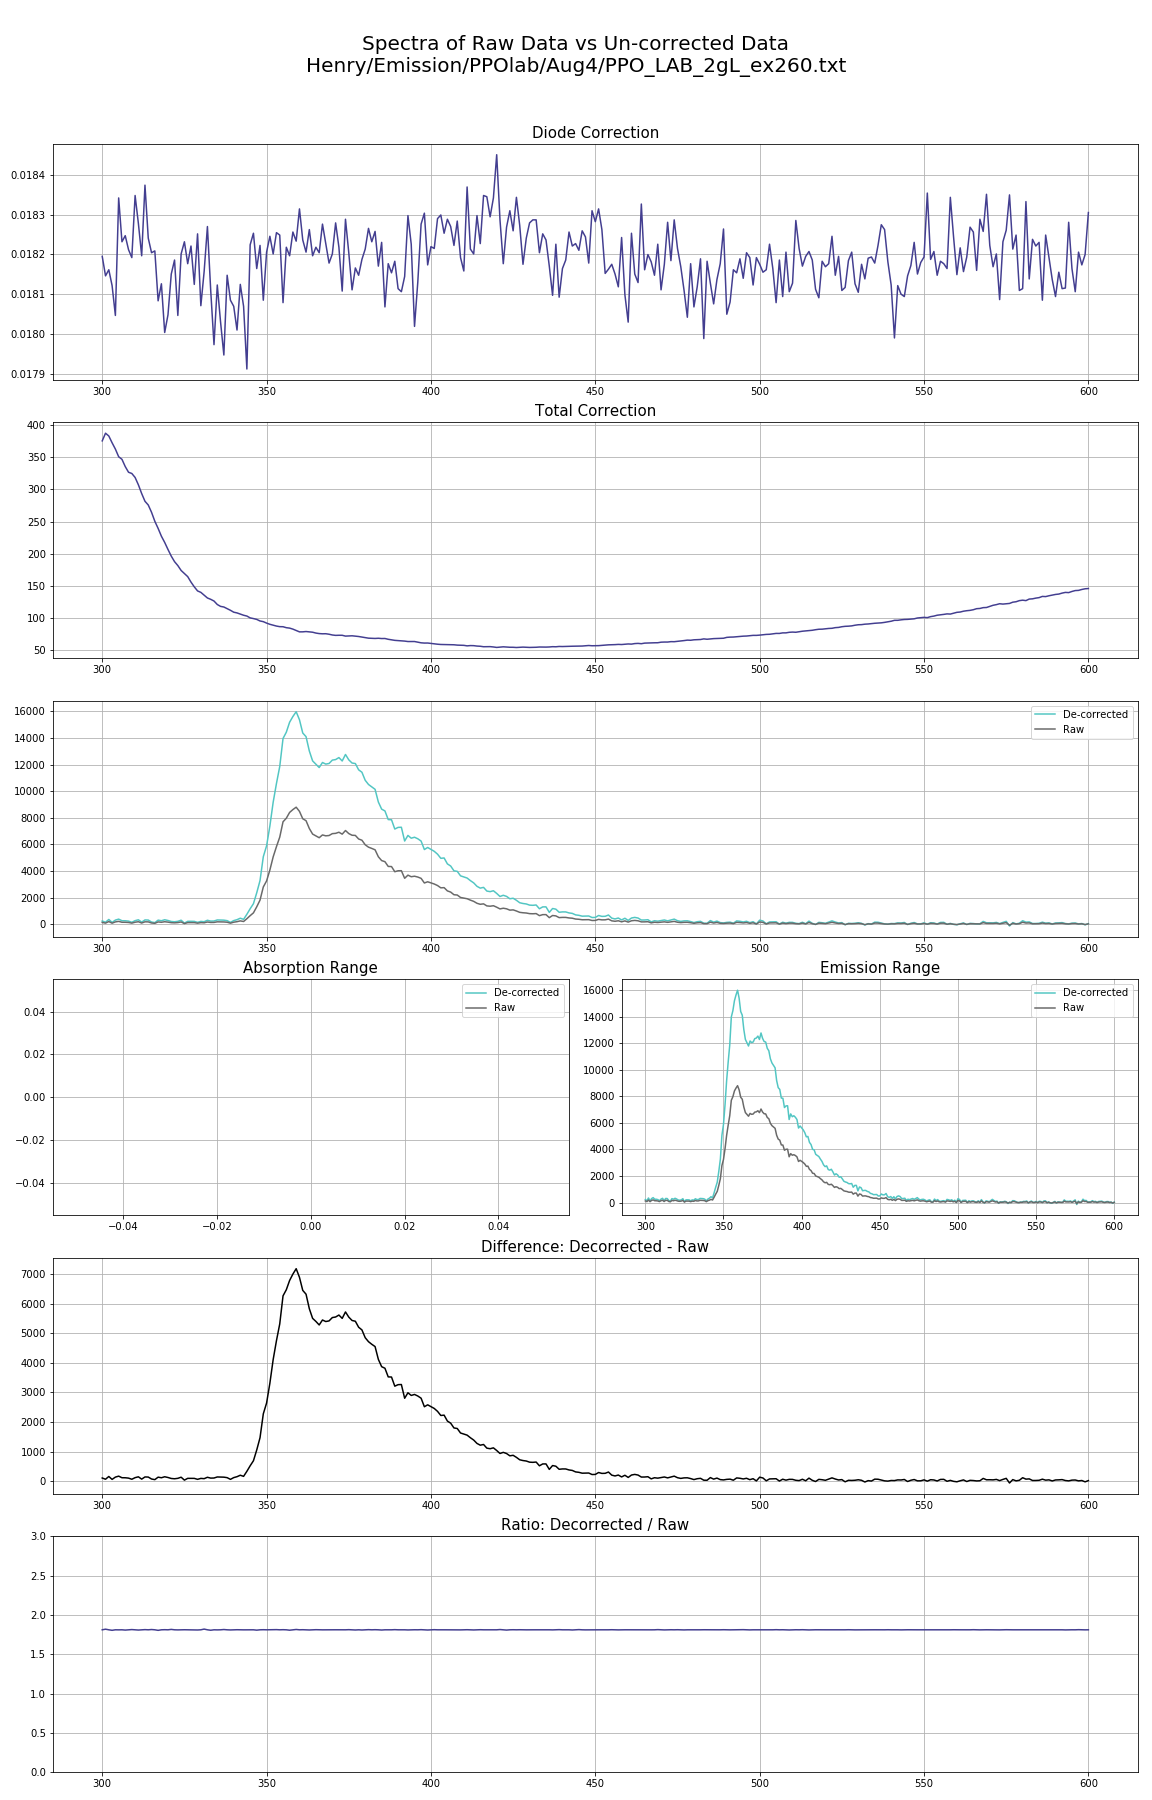 Spectra of Raw Data vs Un-corrected Data
Henry/Emission/PPOlab/Aug4/PPO_LAB_2gL_ex260.txt
Diode Correction
0.0184
0.0183
0.0182
0.0181
0.0180
0.0179
300 350 400 450 500 550 600
Total Correction
400
350
300
250
200
150
100
50
300 350 400 450 500 550 600
16000
14000
12000
10000
8000
6000
4000
2000
0
De-corrected
Raw
300 350 400 450 500 550 600
Absorption Range
0.04
0.02
0.00
−0.02
−0.04
De-corrected
Raw
−0.04 −0.02 0.00 0.02 0.04
Emission Range
16000
14000
12000
10000
8000
6000
4000
2000
0
De-corrected
Raw
300 350 400 450 500 550 600
Difference: Decorrected - Raw
7000
6000
5000
4000
3000
2000
1000
0
300 350 400 450 500 550 600
Ratio: Decorrected / Raw
3.0
2.5
2.0
1.5
1.0
0.5
0.0
300 350 400 450 500 550 600